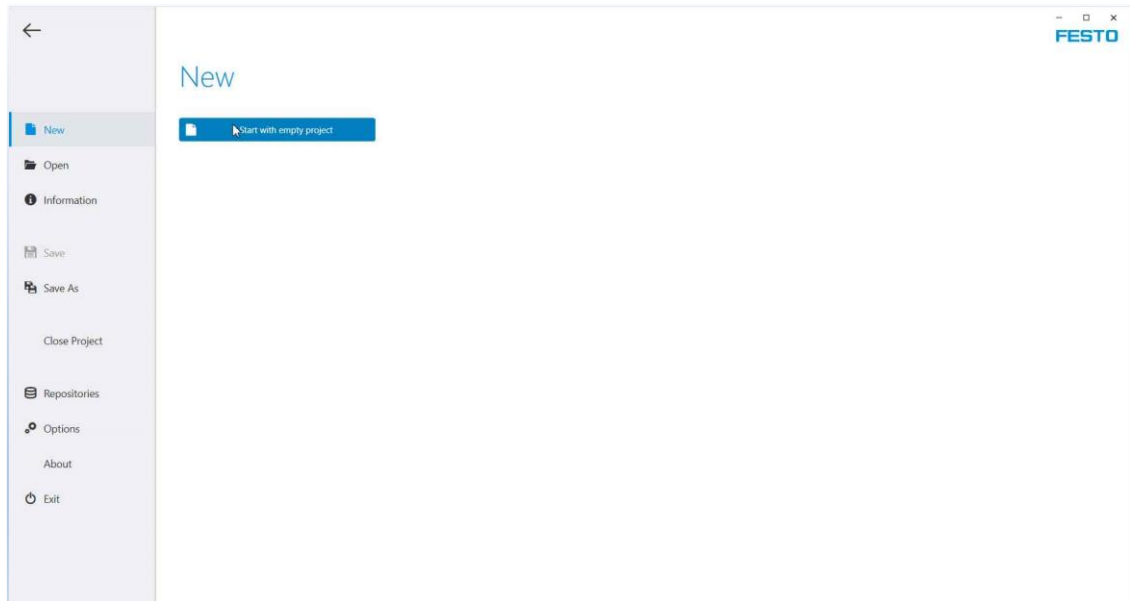 FESTO
New
New
Start with empty project
Open
Information
Save
Save As
Close Project
Repositories
Options
About
Exit